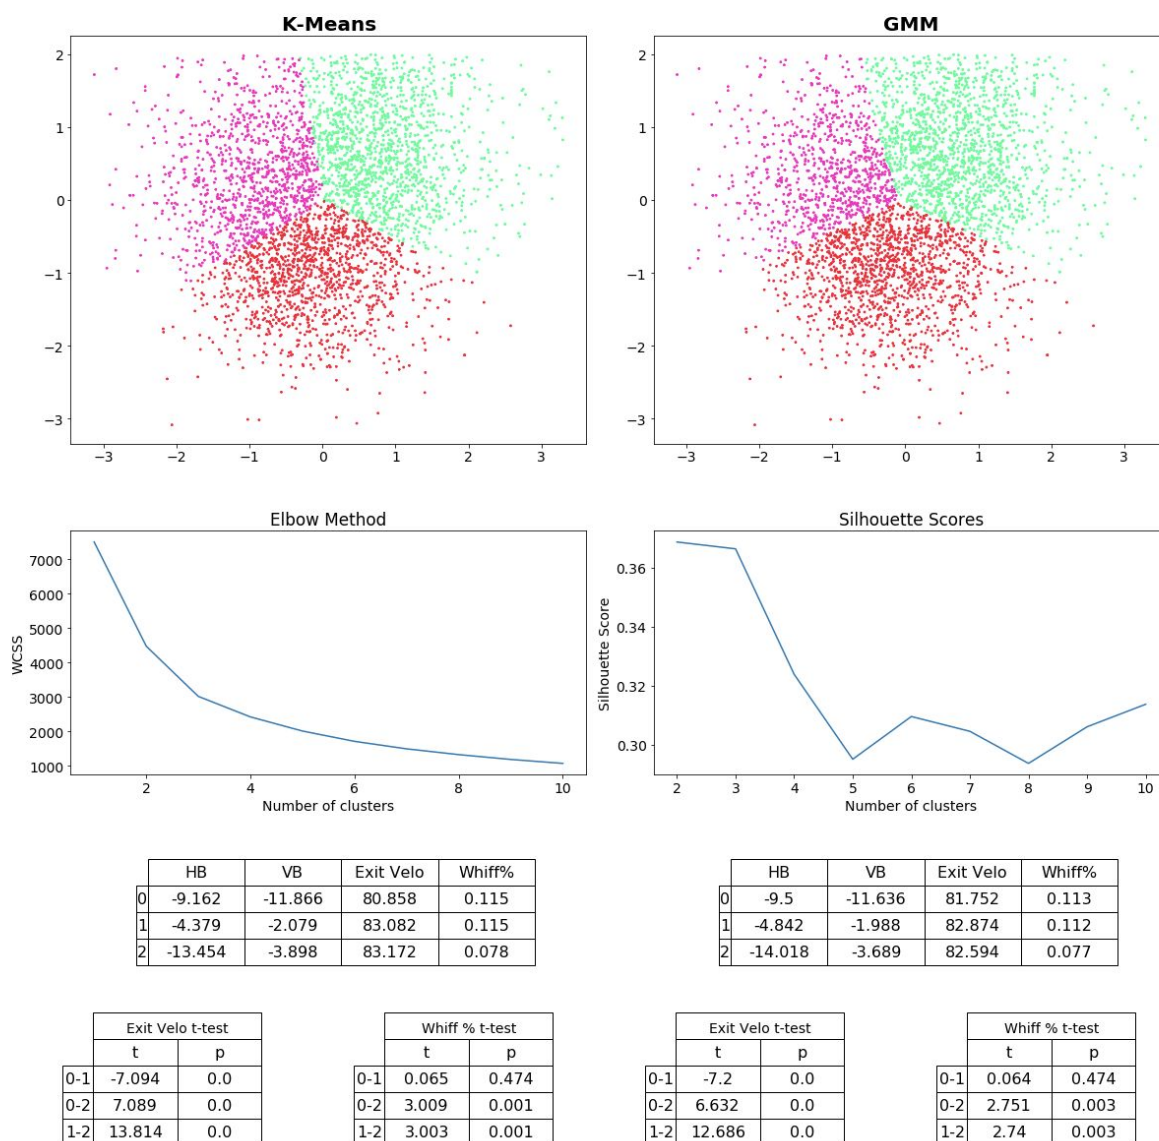 K-Means GMM
2 2
1 1
0 0
−1 −1
−2 −2
−3 −3
−3 −2 −1 0 1 2 3 −3 −2 −1 0 1 2 3
Elbow Method Silhouette Scores
7000
6000
5000
4000
3000
2000
1000
WCSS
2 4 6 8 10
Number of clusters
0.36
0.34
0.32
0.30
Silhouette Score
2 3 4 5 6 7 8 9 10
Number of clusters
HB VB Exit Velo Whiff%
0 -9.162 -11.866 80.858 0.115
1 -4.379 -2.079 83.082 0.115
2 -13.454 -3.898 83.172 0.078
HB VB Exit Velo Whiff%
0 -9.5 -11.636 81.752 0.113
1 -4.842 -1.988 82.874 0.112
2 -14.018 -3.689 82.594 0.077
Exit Velo t-test
t p
0-1 -7.094 0.0
0-2 7.089 0.0
1-2 13.814 0.0
Whiff % t-test
t p
0-1 0.065 0.474
0-2 3.009 0.001
1-2 3.003 0.001
Exit Velo t-test
t p
0-1 -7.2 0.0
0-2 6.632 0.0
1-2 12.686 0.0
Whiff % t-test
t p
0-1 0.064 0.474
0-2 2.751 0.003
1-2 2.74 0.003